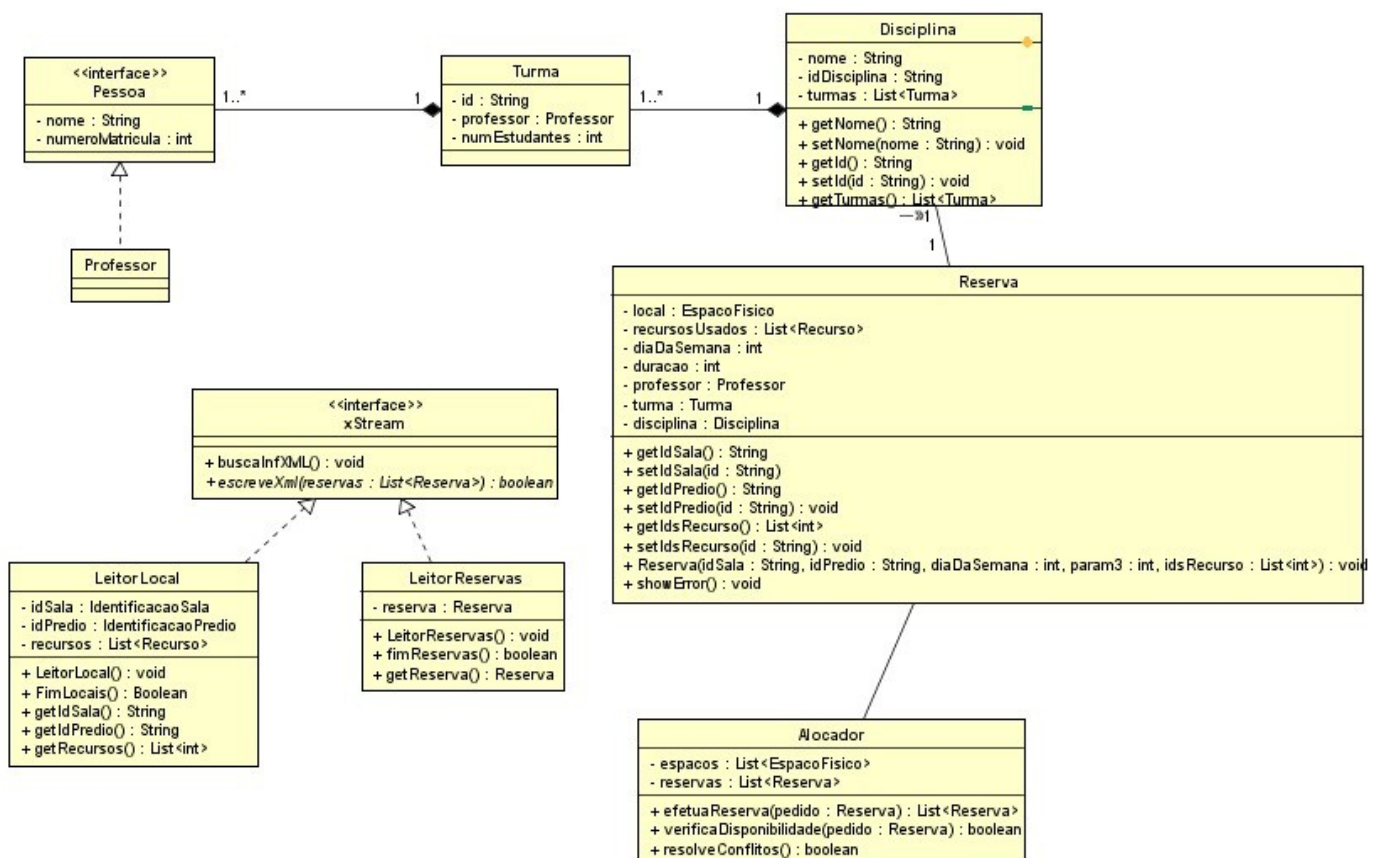 <<interface>>
Pessoa
- nome : String
- numeroMatricula : int
1..*
1
Turma
- id : String
- professor : Professor
- numEstudantes : int
1..*
1
Disciplina
- nome : String
- idDisciplina : String
- turmas : List<Turma>
+ getNome() : String
+ setNome(nome : String) : void
+ getId() : String
+ setId(id : String) : void
+ getTurmas() : List<Turma>
1
1
Professor
Reserva
- local : EspacoFisico
- recursosUsados : List<Recurso>
- diaDaSemana : int
- duracao : int
- professor : Professor
- turma : Turma
- disciplina : Disciplina
+ getIdSala() : String
+ setIdSala(id : String)
+ getIdPredio() : String
+ setIdPredio(id : String) : void
+ getIdsRecurso() : List<int>
+ setIdsRecurso(id : String) : void
+ Reserva(idSala : String, idPredio : String, diaDaSemana : int, param3 : int, idsRecurso : List<int>) : void
+ showError() : void
<<interface>>
xStream
+ buscaInfXML() : void
+ escreveXml(reservas : List<Reserva>) : boolean
LeitorLocal
- idSala : IdentificacaoSala
- idPredio : IdentificacaoPredio
- recursos : List<Recurso>
+ LeitorLocal() : void
+ FimLocais() : Boolean
+ getIdSala() : String
+ getIdPredio() : String
+ getRecursos() : List<int>
LeitorReservas
- reserva : Reserva
+ LeitorReservas() : void
+ fimReservas() : boolean
+ getReserva() : Reserva
Alocador
- espacos : List<EspacoFisico>
- reservas : List<Reserva>
+ efetuaReserva(pedido : Reserva) : List<Reserva>
+ verificaDisponibilidade(pedido : Reserva) : boolean
+ resolveConflitos() : boolean